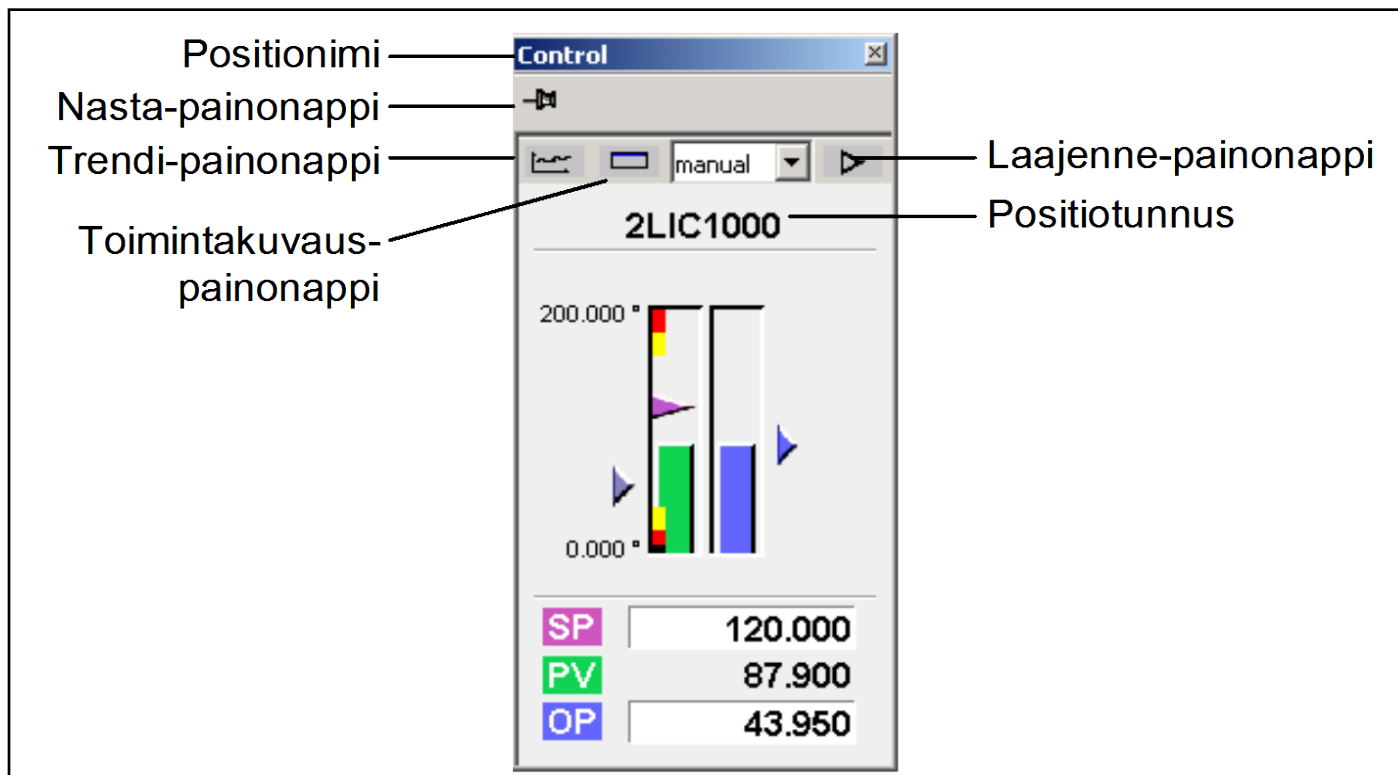 Positionimi
Nasta-painonappi
Trendi-painonappi
Toimintakuvaus-
painonappi
Control
manual
Laajenne-painonappi
Positiotunnus
2LIC1000
200.000 °
0.000 °
SP 120.000
PV 87.900
OP 43.950